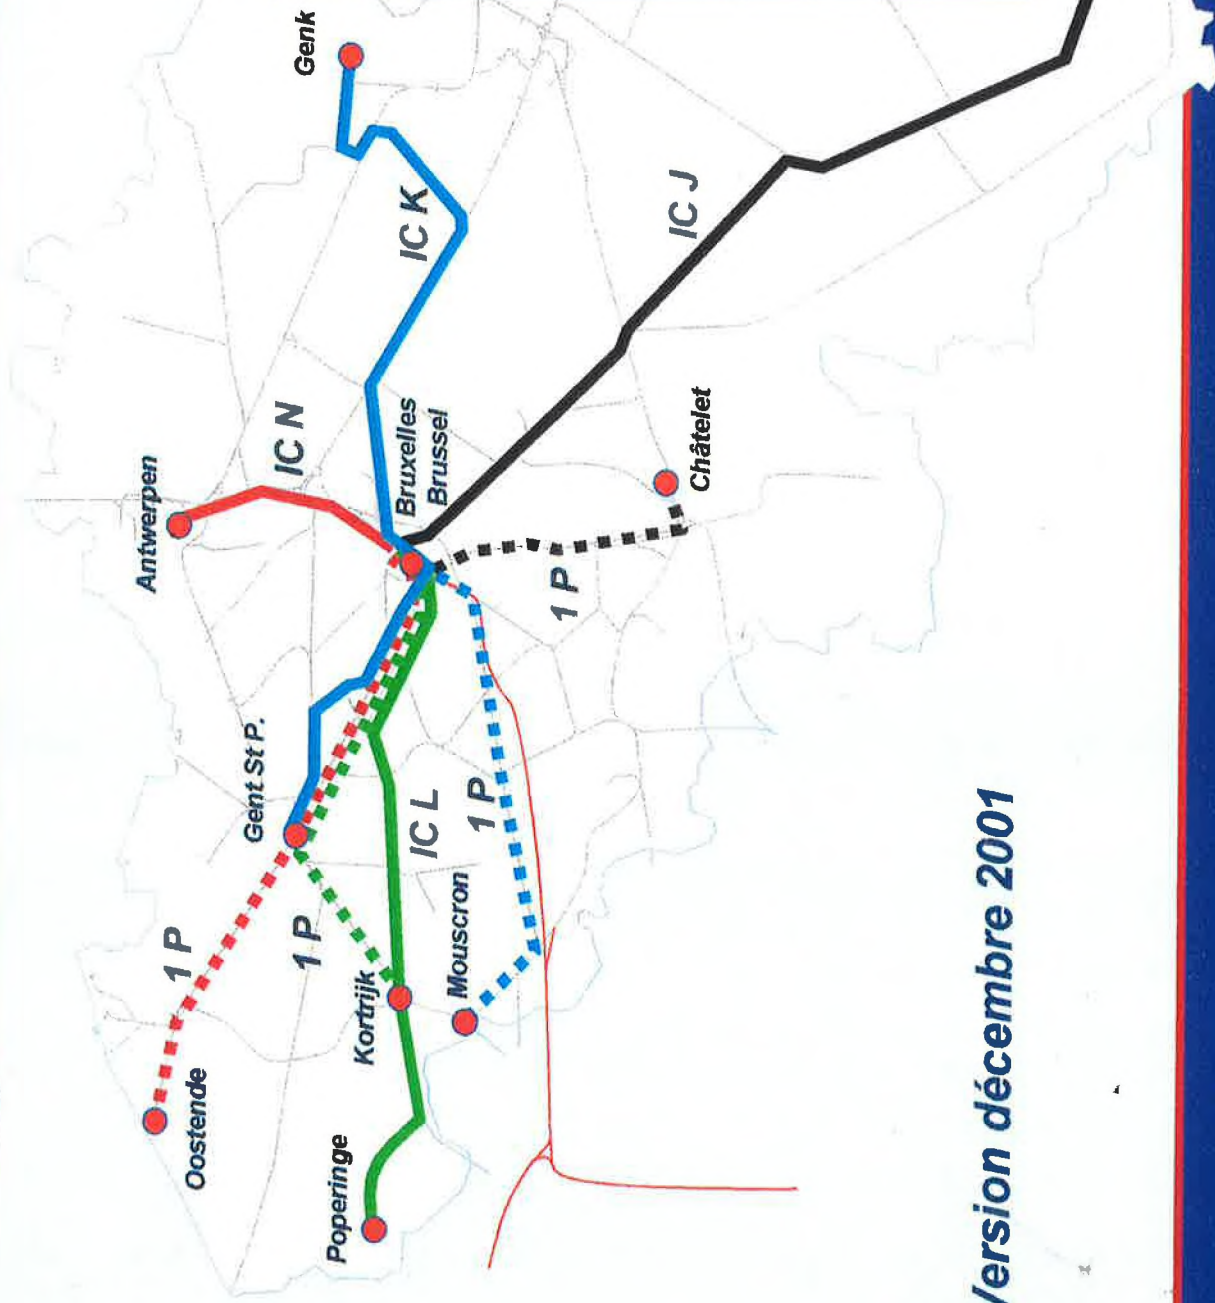 Antwerpen
1 P
Oostende
Gent St P.
IC N
Genk
1 P
Poperinge
Kortrijk
Bruxelles
Brussel
IC K
IC L
Mouscron
1 P
1 P
IC J
Châtelet
Version décembre 2001